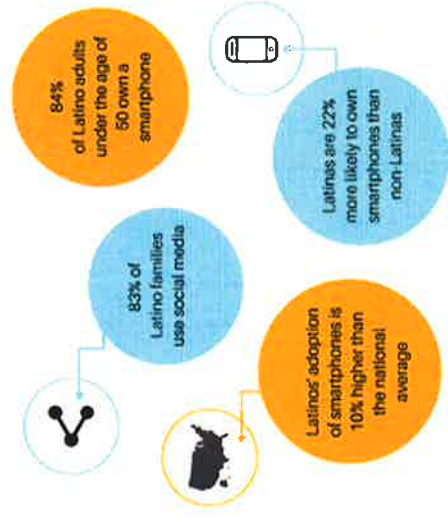 84%
of Latino adults
under the age of
50 own a
smartphone
83% of
Latino families
use social media
Latinas are 22%
more likely to own
smartphones than
non-Latinas
Latinos' adoption
of smartphones is
10% higher than
the national
average